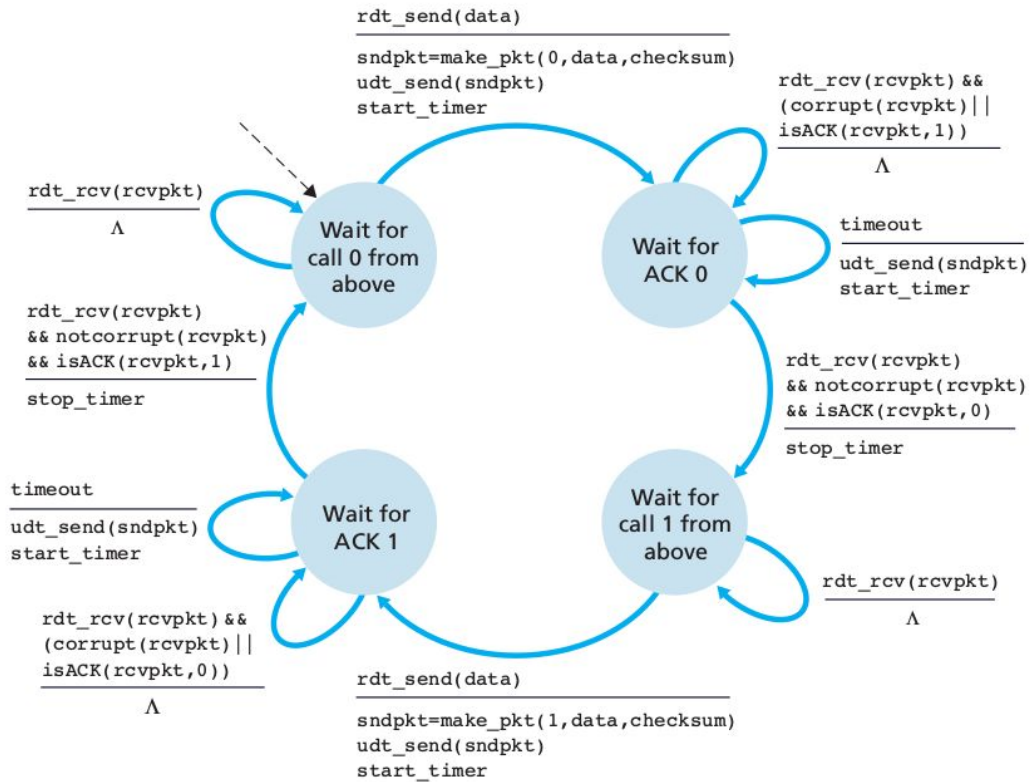 rdt_send(data)
sndpkt=make_pkt(0,data,checksum)
udt_send(sndpkt)
start_timer
rdt_rcv(rcvpkt) &&
(corrupt(rcvpkt)||
isACK(rcvpkt,1))
Λ
rdt_rcv(rcvpkt)
Λ
Wait for
call 0 from
above
Wait for
ACK 0
timeout
udt_send(sndpkt)
start_timer
rdt_rcv(rcvpkt)
&& notcorrupt(rcvpkt)
&& isACK(rcvpkt,1)
stop_timer
rdt_rcv(rcvpkt)
&& notcorrupt(rcvpkt)
&& isACK(rcvpkt,0)
stop_timer
timeout
udt_send(sndpkt)
start_timer
Wait for
ACK 1
Wait for
call 1 from
above
rdt_rcv(rcvpkt)
Λ
rdt_rcv(rcvpkt) &&
(corrupt(rcvpkt)||
isACK(rcvpkt,0))
Λ
rdt_send(data)
sndpkt=make_pkt(1,data,checksum)
udt_send(sndpkt)
start_timer